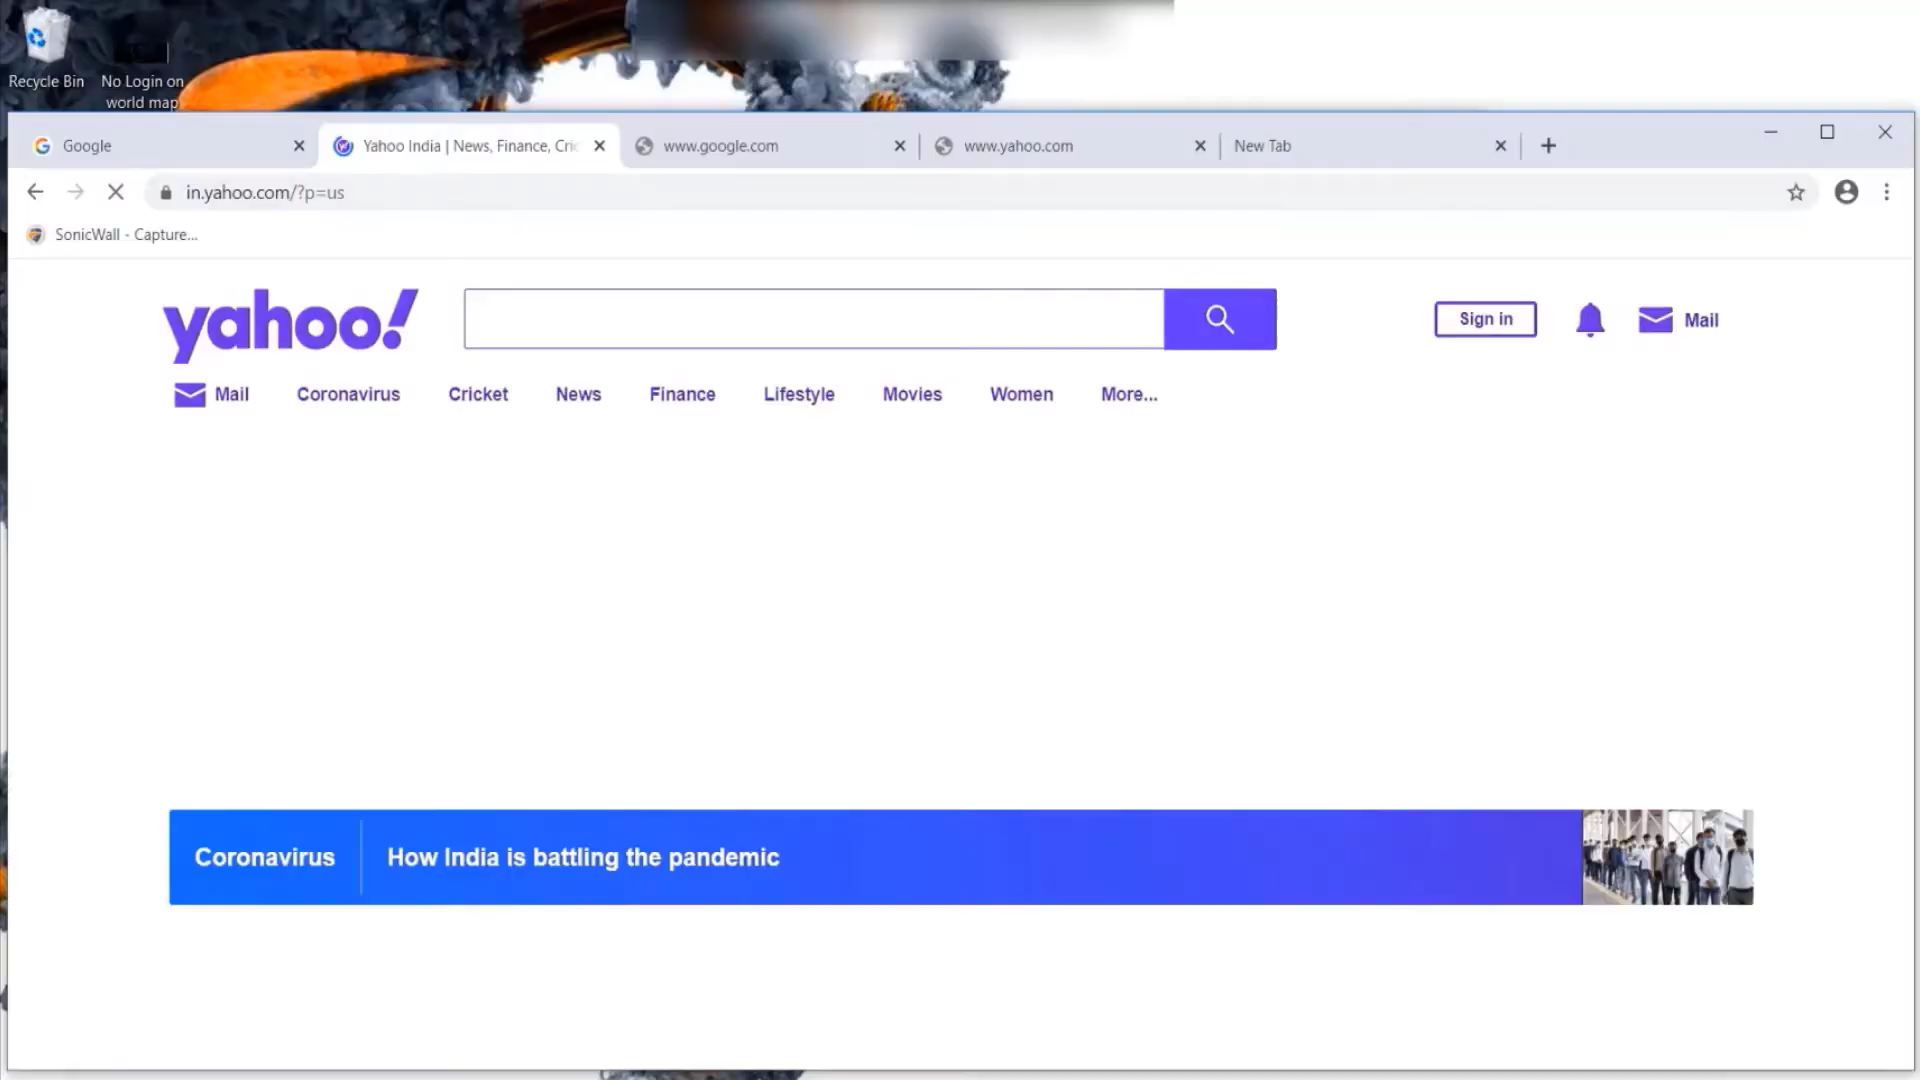 Recycle Bin
No Login on
world map
Google
Yahoo India | News, Finance, Cric
www.google.com
www.yahoo.com
New Tab
in.yahoo.com/?p=us
SonicWall - Capture...
yahoo!
Sign in
Mail
Mail
Coronavirus
Cricket
News
Finance
Lifestyle
Movies
Women
More...
Coronavirus
How India is battling the pandemic